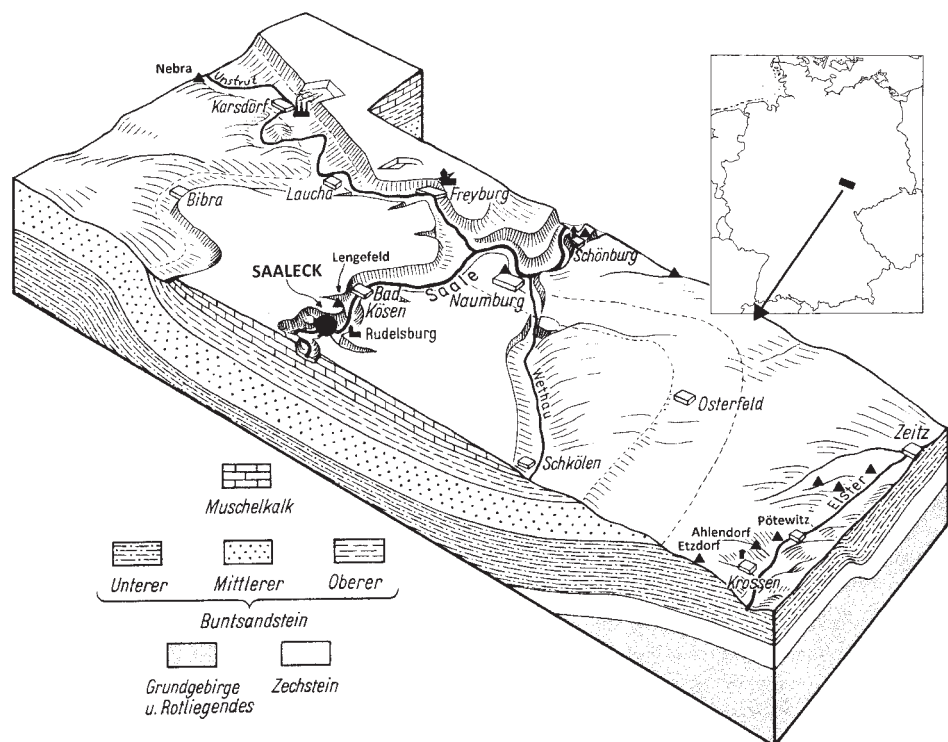 Nebra
Unstrut
Karsdorf
Bibra
Laucha
Freyburg
Schönburg
Lengefeld
SAALECK
Bad
Kösen
Saale
Naumburg
Rudelsburg
Wethau
Osterfeld
Schkölen
Zeitz
Elster
Pötewitz
Ahlendorf
Etzdorf
Krossen
Muschelkalk
Unterer Mittlerer Oberer
Buntsandstein
Grundgebirge
u. Rotliegendes
Zechstein